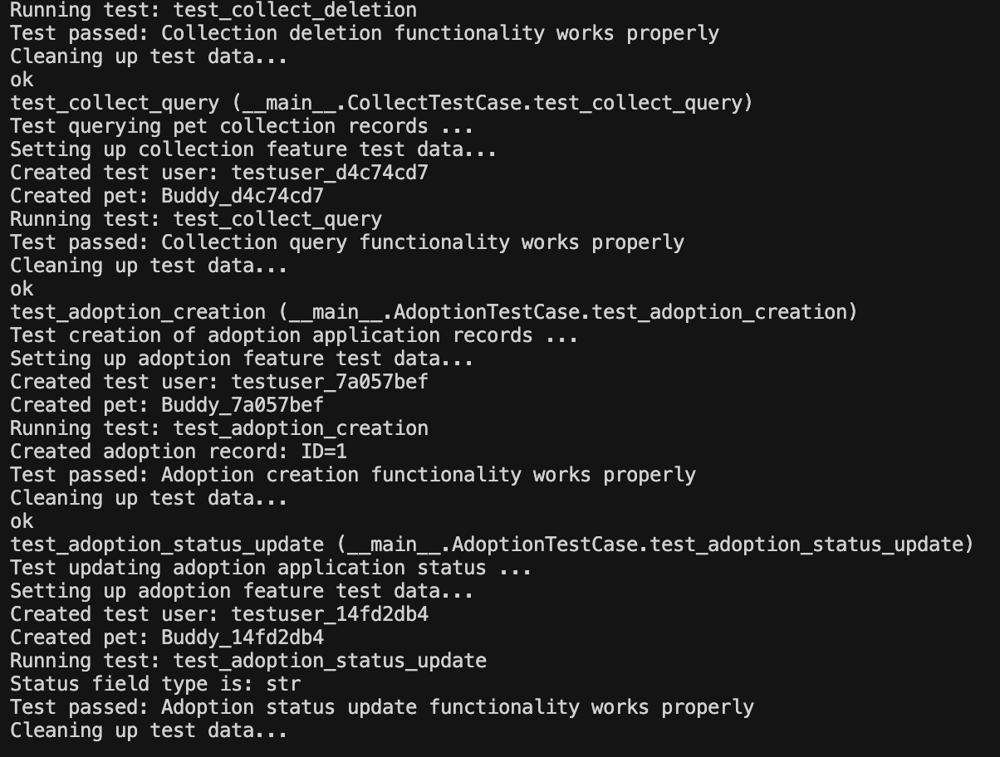 Running test: test_collect_deletion
Test passed: Collection deletion functionality works properly
Cleaning up test data...
ok
test_collect_query (__main__.CollectTestCase.test_collect_query)
Test querying pet collection records ...
Setting up collection feature test data...
Created test user: testuser_d4c74cd7
Created pet: Buddy_d4c74cd7
Running test: test_collect_query
Test passed: Collection query functionality works properly
Cleaning up test data...
ok
test_adoption_creation (__main__.AdoptionTestCase.test_adoption_creation)
Test creation of adoption application records ...
Setting up adoption feature test data...
Created test user: testuser_7a057bef
Created pet: Buddy_7a057bef
Running test: test_adoption_creation
Created adoption record: ID=1
Test passed: Adoption creation functionality works properly
Cleaning up test data...
ok
test_adoption_status_update (__main__.AdoptionTestCase.test_adoption_status_update)
Test updating adoption application status ...
Setting up adoption feature test data...
Created test user: testuser_14fd2db4
Created pet: Buddy_14fd2db4
Running test: test_adoption_status_update
Status field type is: str
Test passed: Adoption status update functionality works properly
Cleaning up test data...